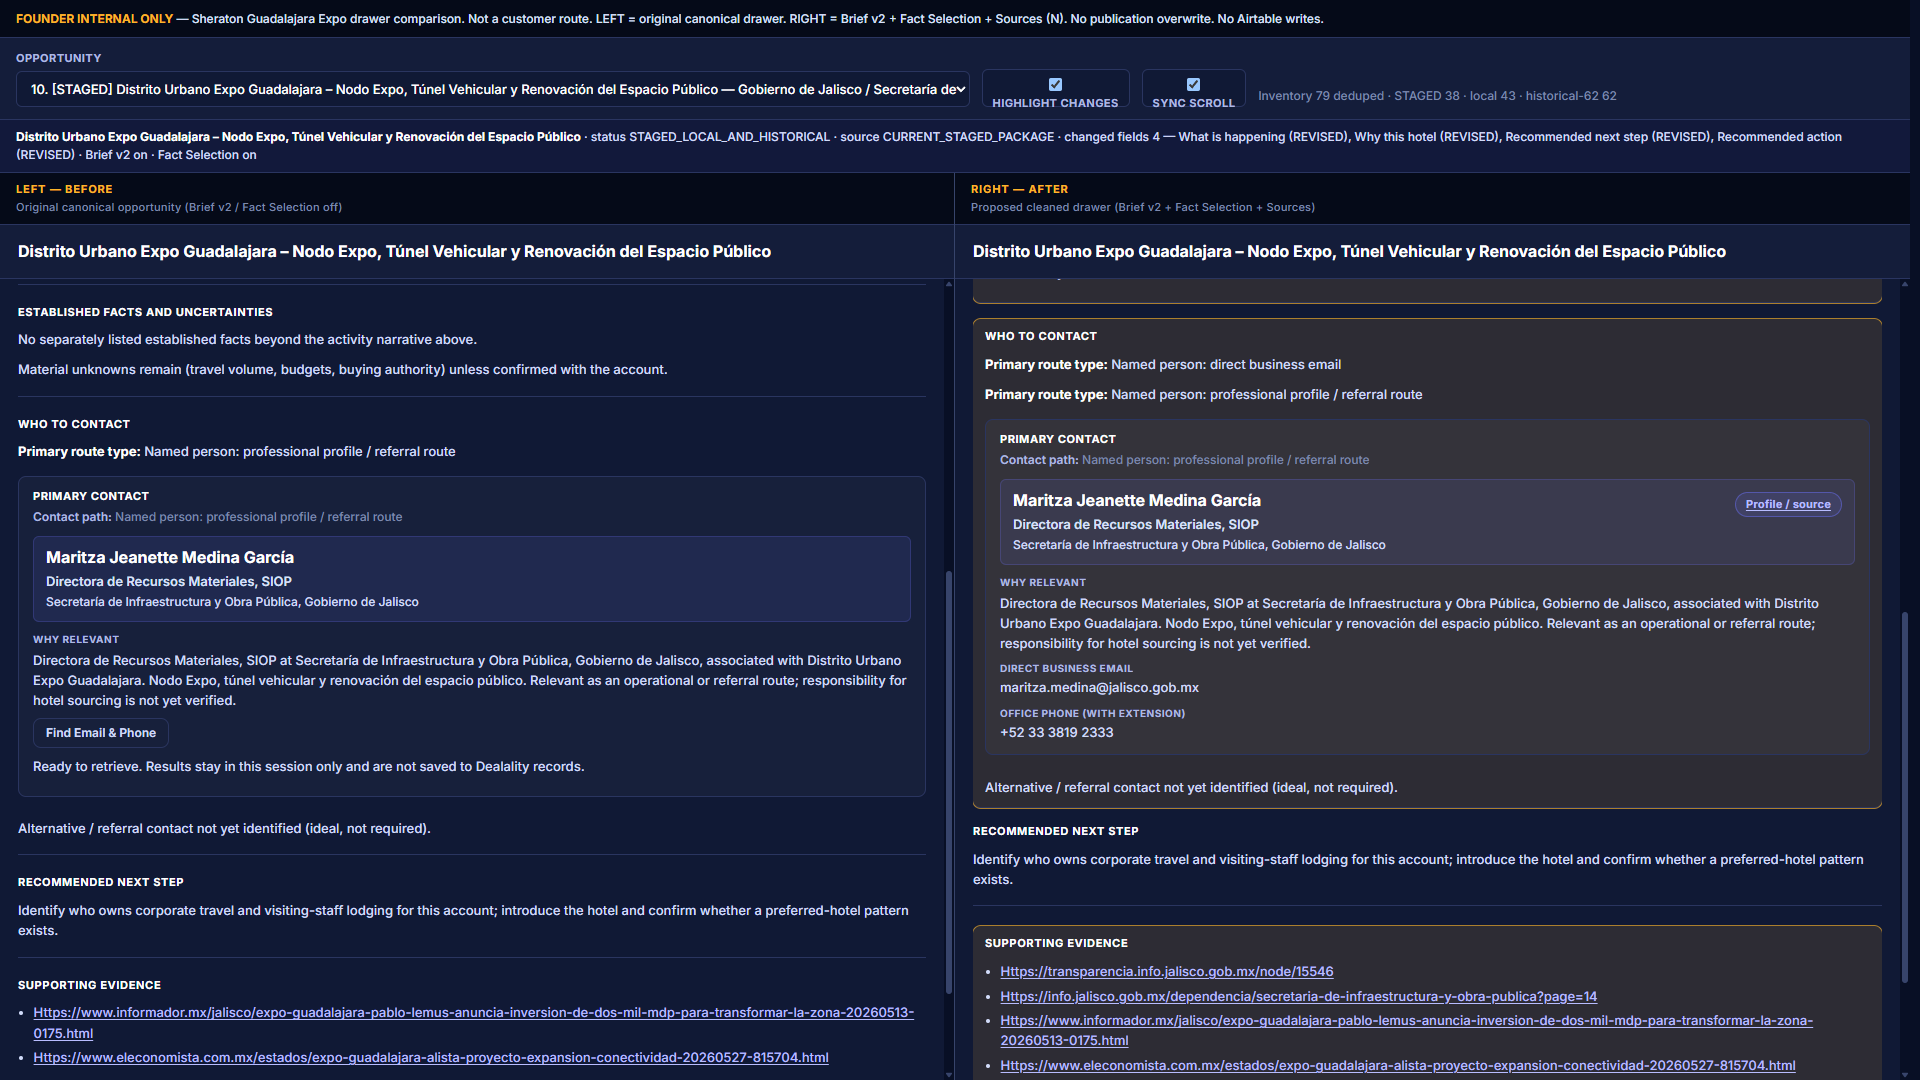 FOUNDER INTERNAL ONLY — Sheraton Guadalajara Expo drawer comparison. Not a customer route. LEFT = original canonical drawer. RIGHT = Brief v2 + Fact Selection + Sources (N). No publication overwrite. No Airtable writes.
OPPORTUNITY
10. [STAGED] Distrito Urbano Expo Guadalajara – Nodo Expo, Túnel Vehicular y Renovación del Espacio Público — Gobierno de Jalisco / Secretaría de
HIGHLIGHT CHANGES
SYNC SCROLL
Inventory 79 deduped · STAGED 38 · local 43 · historical-62 62
Distrito Urbano Expo Guadalajara – Nodo Expo, Túnel Vehicular y Renovación del Espacio Público · status STAGED_LOCAL_AND_HISTORICAL · source CURRENT_STAGED_PACKAGE · changed fields 4 — What is happening (REVISED), Why this hotel (REVISED), Recommended next step (REVISED), Recommended action
(REVISED) · Brief v2 on · Fact Selection on
LEFT — BEFORE
Original canonical opportunity (Brief v2 / Fact Selection off)
Distrito Urbano Expo Guadalajara – Nodo Expo, Túnel Vehicular y Renovación del Espacio Público
ESTABLISHED FACTS AND UNCERTAINTIES
No separately listed established facts beyond the activity narrative above.
Material unknowns remain (travel volume, budgets, buying authority) unless confirmed with the account.
WHO TO CONTACT
Primary route type: Named person: professional profile / referral route
PRIMARY CONTACT
Contact path: Named person: professional profile / referral route
Maritza Jeanette Medina García
Directora de Recursos Materiales, SIOP
Secretaría de Infraestructura y Obra Pública, Gobierno de Jalisco
WHY RELEVANT
Directora de Recursos Materiales, SIOP at Secretaría de Infraestructura y Obra Pública, Gobierno de Jalisco, associated with Distrito Urbano
Expo Guadalajara. Nodo Expo, túnel vehicular y renovación del espacio público. Relevant as an operational or referral route; responsibility for
hotel sourcing is not yet verified.
Find Email & Phone
Ready to retrieve. Results stay in this session only and are not saved to Dealality records.
Alternative / referral contact not yet identified (ideal, not required).
RECOMMENDED NEXT STEP
Identify who owns corporate travel and visiting-staff lodging for this account; introduce the hotel and confirm whether a preferred-hotel pattern
exists.
SUPPORTING EVIDENCE
• Https://www.informador.mx/jalisco/expo-guadalajara-pablo-lemus-anuncia-inversion-de-dos-mil-mdp-para-transformar-la-zona-20260513-
0175.html
• Https://www.eleconomista.com.mx/estados/expo-guadalajara-alista-proyecto-expansion-conectividad-20260527-815704.html
RIGHT — AFTER
Proposed cleaned drawer (Brief v2 + Fact Selection + Sources)
Distrito Urbano Expo Guadalajara – Nodo Expo, Túnel Vehicular y Renovación del Espacio Público
WHO TO CONTACT
Primary route type: Named person: direct business email
Primary route type: Named person: professional profile / referral route
PRIMARY CONTACT
Contact path: Named person: professional profile / referral route
Maritza Jeanette Medina García
Profile / source
Directora de Recursos Materiales, SIOP
Secretaría de Infraestructura y Obra Pública, Gobierno de Jalisco
WHY RELEVANT
Directora de Recursos Materiales, SIOP at Secretaría de Infraestructura y Obra Pública, Gobierno de Jalisco, associated with Distrito
Urbano Expo Guadalajara. Nodo Expo, túnel vehicular y renovación del espacio público. Relevant as an operational or referral route;
responsibility for hotel sourcing is not yet verified.
DIRECT BUSINESS EMAIL
maritza.medina@jalisco.gob.mx
OFFICE PHONE (WITH EXTENSION)
+52 33 3819 2333
Alternative / referral contact not yet identified (ideal, not required).
RECOMMENDED NEXT STEP
Identify who owns corporate travel and visiting-staff lodging for this account; introduce the hotel and confirm whether a preferred-hotel pattern
exists.
SUPPORTING EVIDENCE
• Https://transparencia.info.jalisco.gob.mx/node/15546
• Https://info.jalisco.gob.mx/dependencia/secretaria-de-infraestructura-y-obra-publica?page=14
• Https://www.informador.mx/jalisco/expo-guadalajara-pablo-lemus-anuncia-inversion-de-dos-mil-mdp-para-transformar-la-zona-
20260513-0175.html
• Https://www.eleconomista.com.mx/estados/expo-guadalajara-alista-proyecto-expansion-conectividad-20260527-815704.html